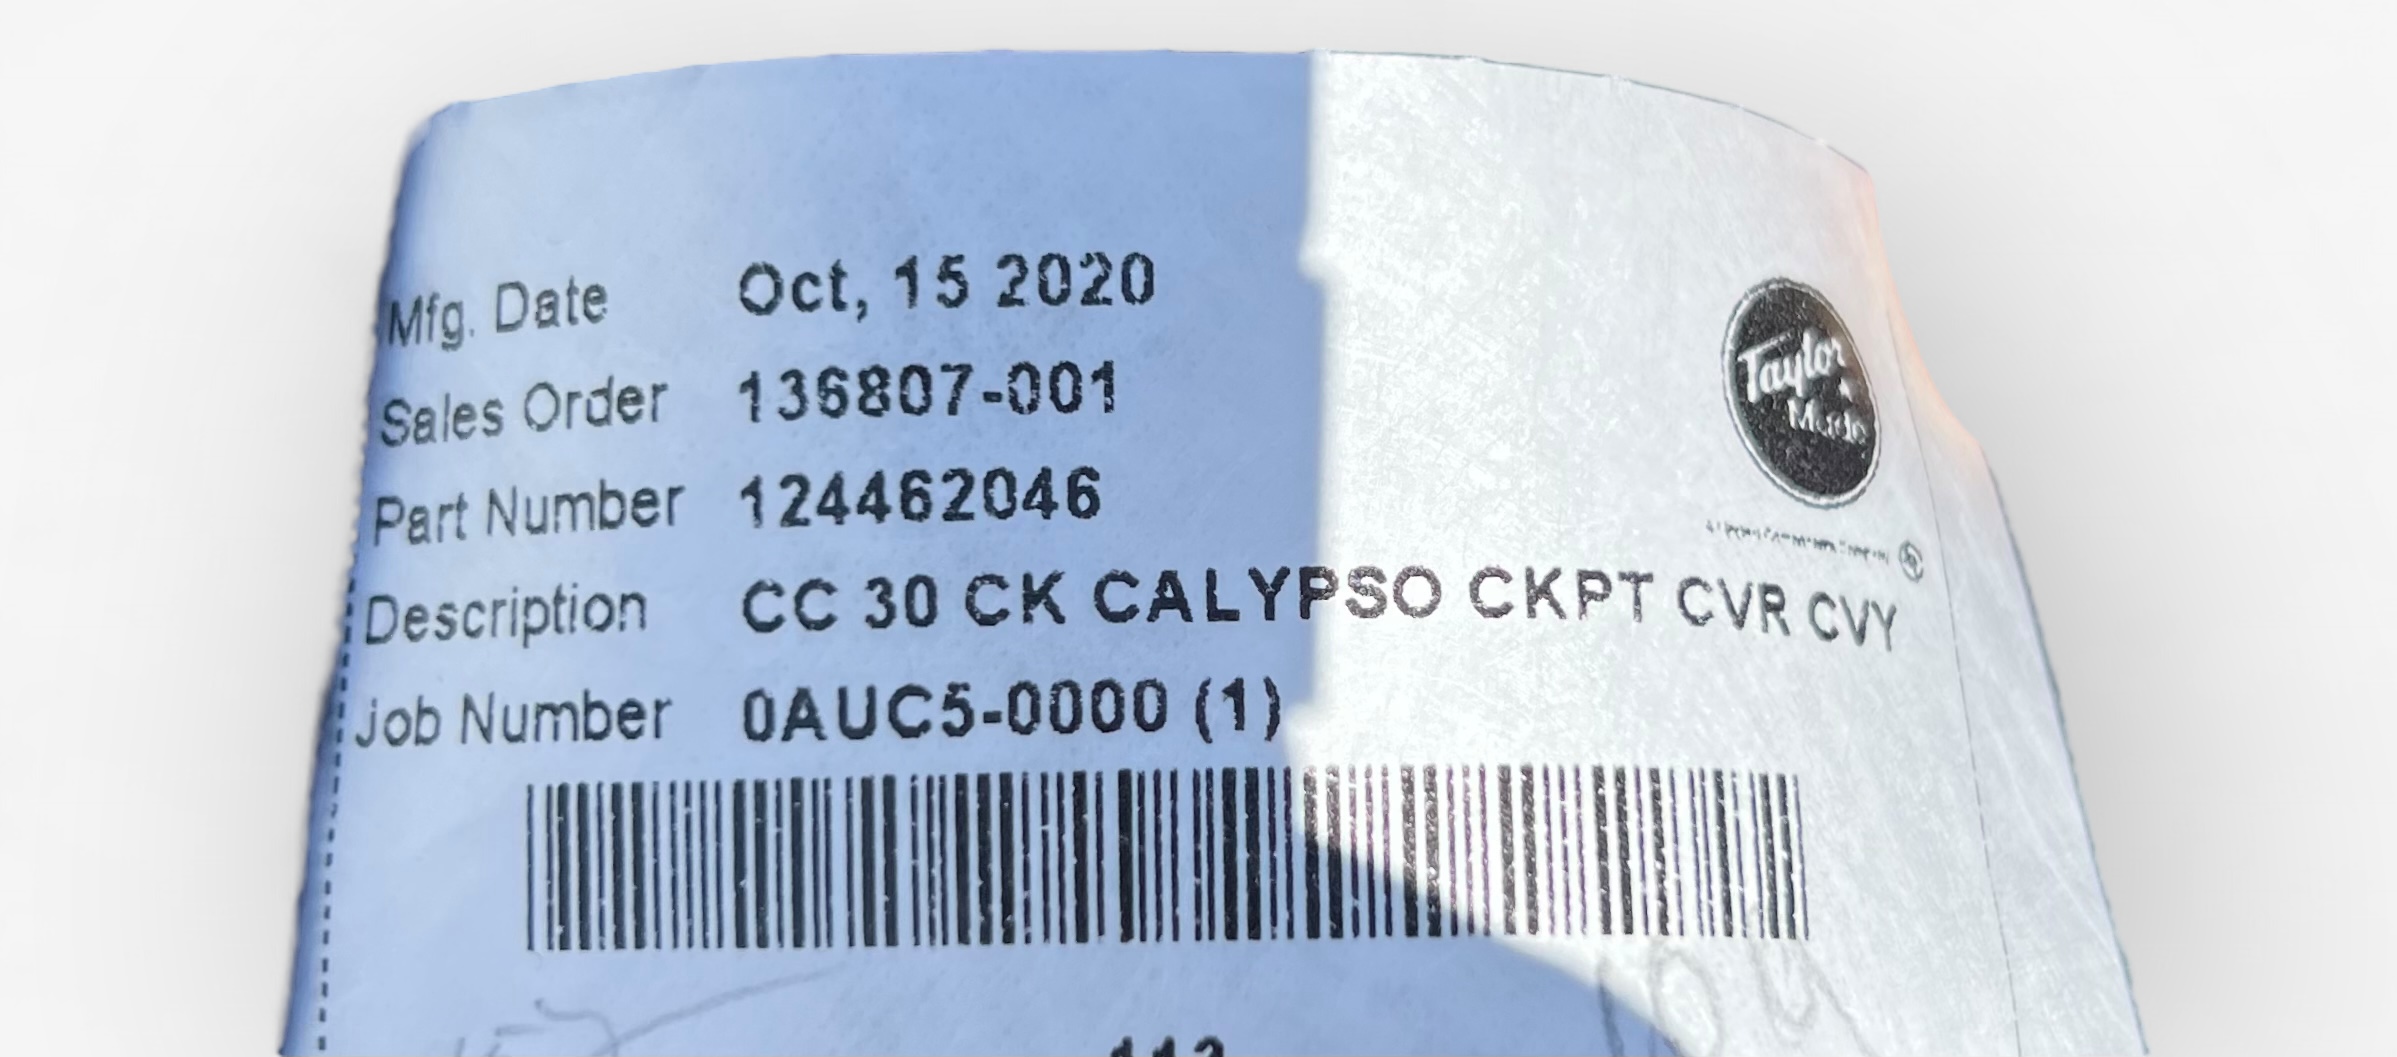 Mfg. Date Oct, 15 2020
Sales Order 136807-001
Taylor
Made
Part Number 124462046
Description CC 30 CK CALYPSO CKPT CVR CVY
Job Number 0AUC5-0000 (1)